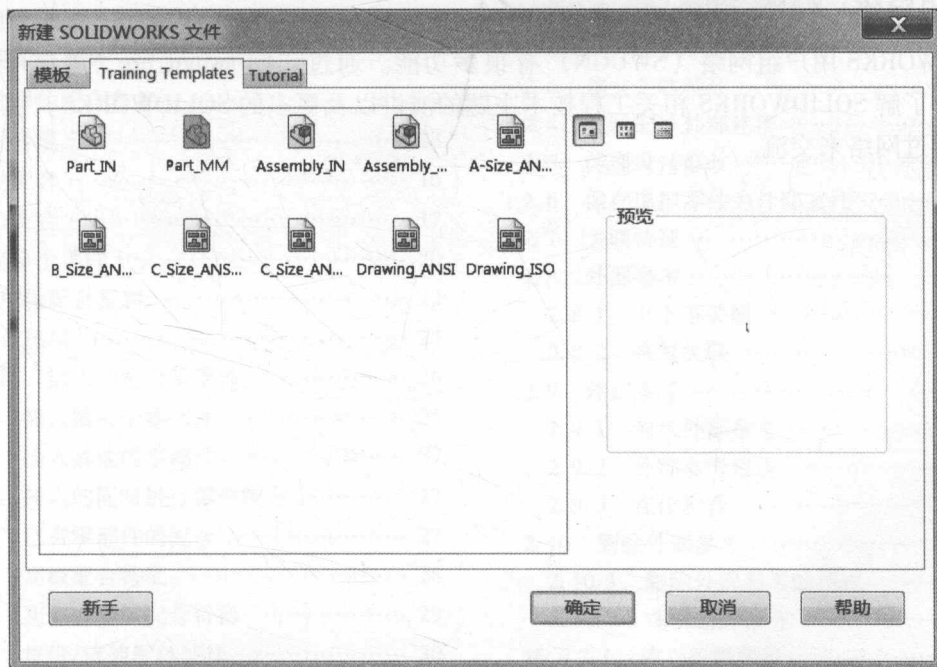 新建 SOLIDWORKS 文件
模板 Training Templates Tutorial
Part_IN Part_MM Assembly_IN Assembly_... A-Size_AN...
B_Size_AN... C_Size_ANS... C_Size_AN... Drawing_ANSI Drawing_ISO
预览
新手 确定 取消 帮助